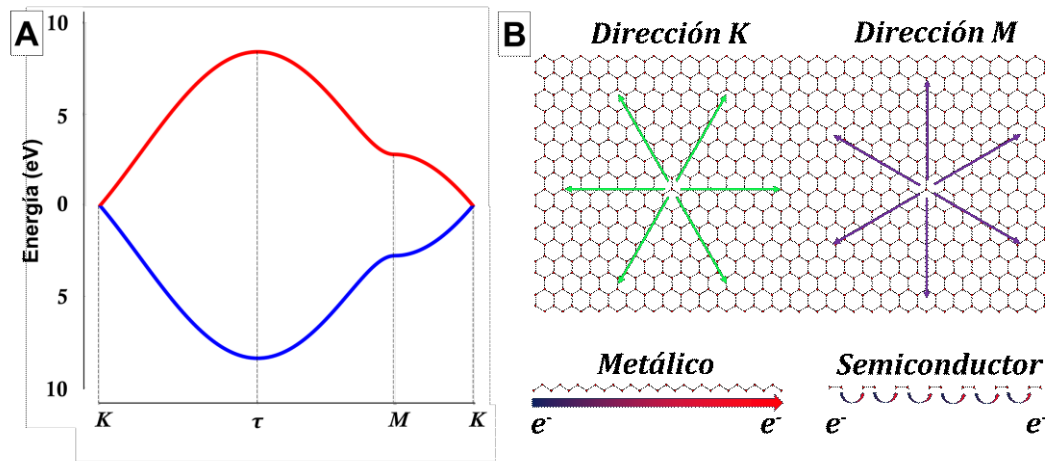 A
10
5
0
5
10
Energía (eV)
K
τ
M
K
B
Dirección K
Dirección M
Metálico
Semiconductor
e-
e-
e-
e-